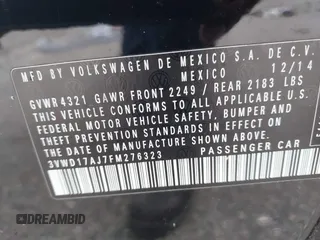 MFD BY VOLKSWAGEN DE MEXICO S.A. DE C.V.
MEXICO 12/14
GVWR 4321 GAWR FRONT 2249 / REAR 2183 LBS
THIS VEHICLE CONFORMS TO ALL APPLICABLE FEDERAL
MOTOR VEHICLE SAFETY, BUMPER, AND
THEFT PREVENTION STANDARDS IN EFFECT ON THE
DATE OF MANUFACTURE SHOWN ABOVE.
3VWD17AJ7FM276323 PASSENGER CAR
DREAMBID